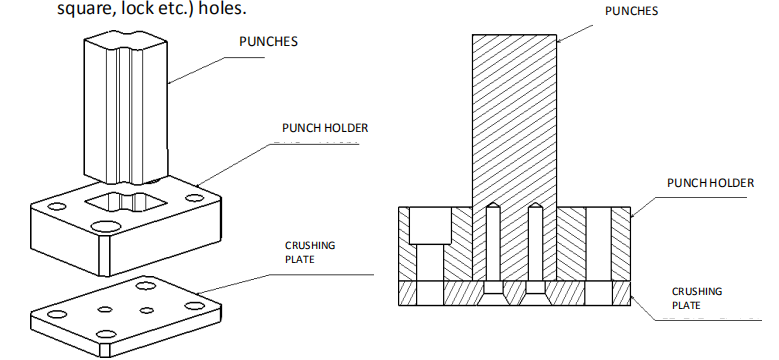 square, lock etc.) holes.
PUNCHES
PUNCH HOLDER
CRUSHING
PLATE
PUNCHES
PUNCH HOLDER
CRUSHING
PLATE